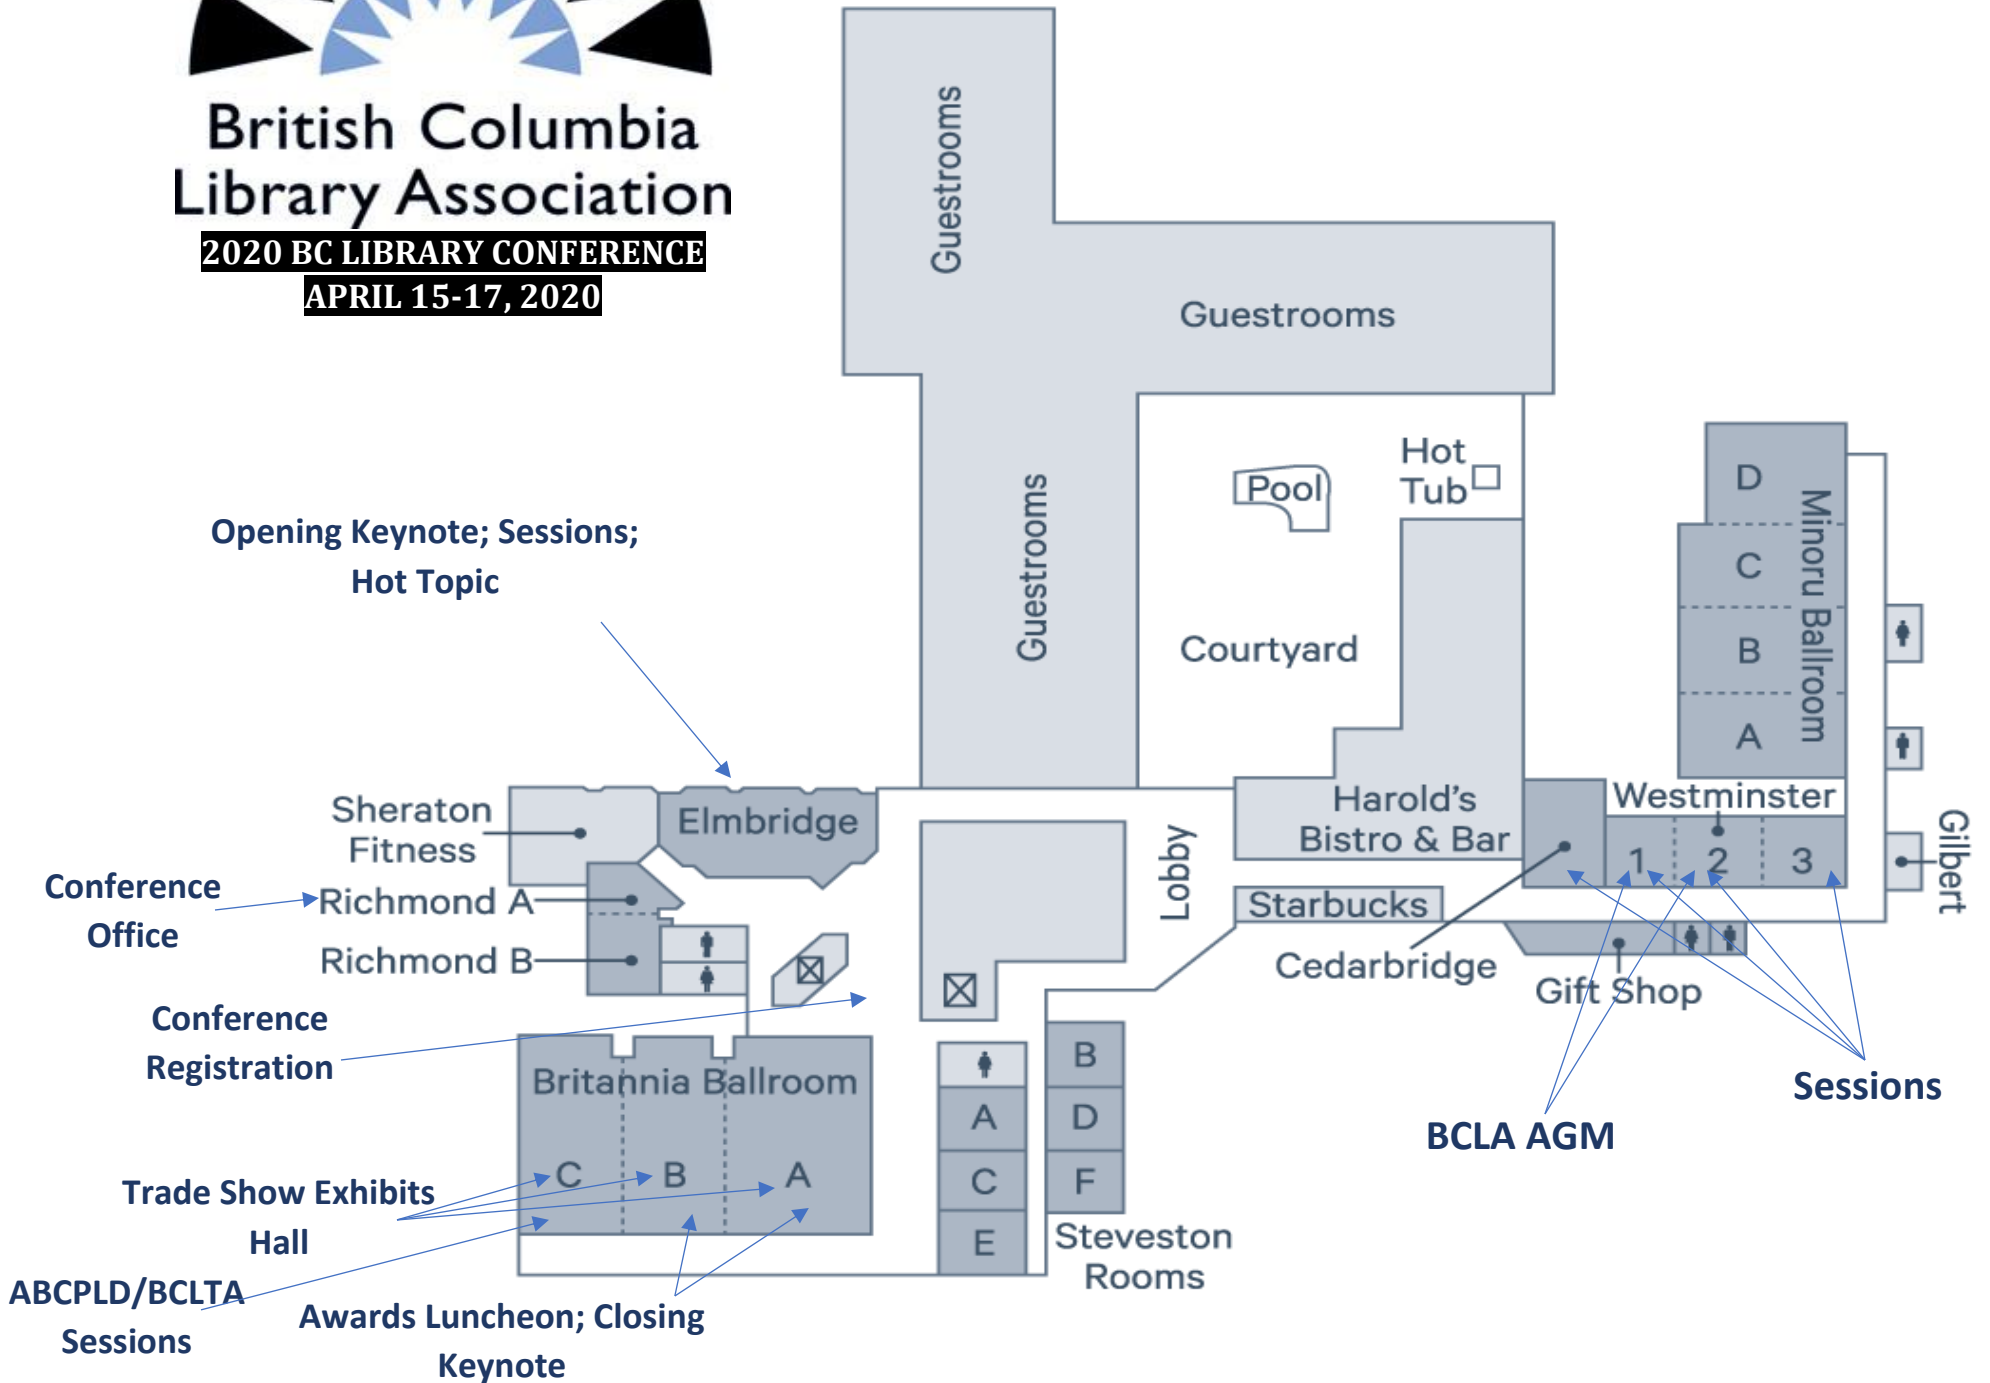 British Columbia
Library Association
2020 BC LIBRARY CONFERENCE
APRIL 15-17, 2020
Guestrooms
Guestrooms
Guestrooms
Pool
Hot
Tub
Courtyard
D
C
B
A
Minoru Ballroom
Opening Keynote; Sessions;
Hot Topic
Sheraton
Fitness
Elmbridge
Lobby
Harold's
Bistro & Bar
Westminster
1
2
3
Gilbert
Conference
Office
Richmond A
Richmond B
Starbucks
Cedarbridge
Gift Shop
Conference
Registration
Britannia Ballroom
C
B
A
A
C
E
B
D
F
Steveston
Rooms
Sessions
BCLA AGM
Trade Show Exhibits
Hall
ABCPLD/BCLTA
Sessions
Awards Luncheon; Closing
Keynote